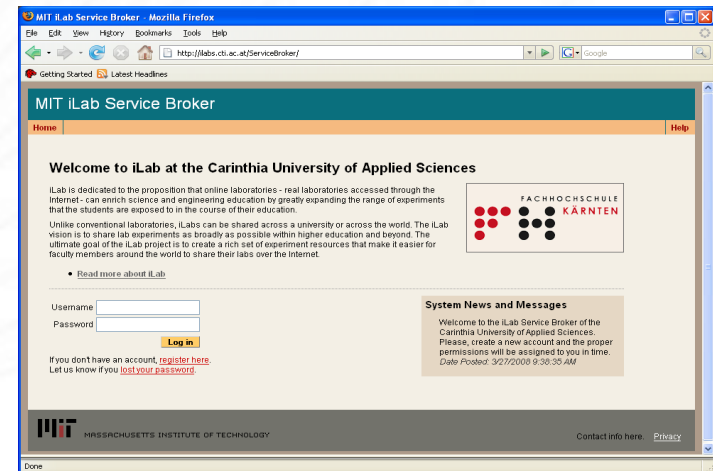 MIT iLab Service Broker - Mozilla Firefox
File Edit View History Bookmarks Tools Help
http://ilabs.cti.ac.at/ServiceBroker/
Google
Getting Started Latest Headlines
MIT iLab Service Broker
Home Help
Welcome to iLab at the Carinthia University of Applied Sciences
iLab is dedicated to the proposition that online laboratories - real laboratories accessed through the
Internet - can enrich science and engineering education by greatly expanding the range of experiments
that the students are exposed to in the course of their education.
Unlike conventional laboratories, iLabs can be shared across a university or across the world. The iLab
vision is to share lab experiments as broadly as possible within higher education and beyond. The
ultimate goal of the iLab project is to create a rich set of experiment resources that make it easier for
faculty members around the world to share their labs over the Internet.
Read more about iLab
FACHHOCHSCHULE
KÄRNTEN
Username
Password
Log in
If you don't have an account, register here.
Let us know if you lost your password.
System News and Messages
Welcome to the iLab Service Broker of the
Carinthia University of Applied Sciences.
Please, create a new account and the proper
permissions will be assigned to you in time.
Date Posted: 3/27/2008 9:38:35 AM
MIT MASSACHUSETTS INSTITUTE OF TECHNOLOGY
Contact info here. Privacy
Done